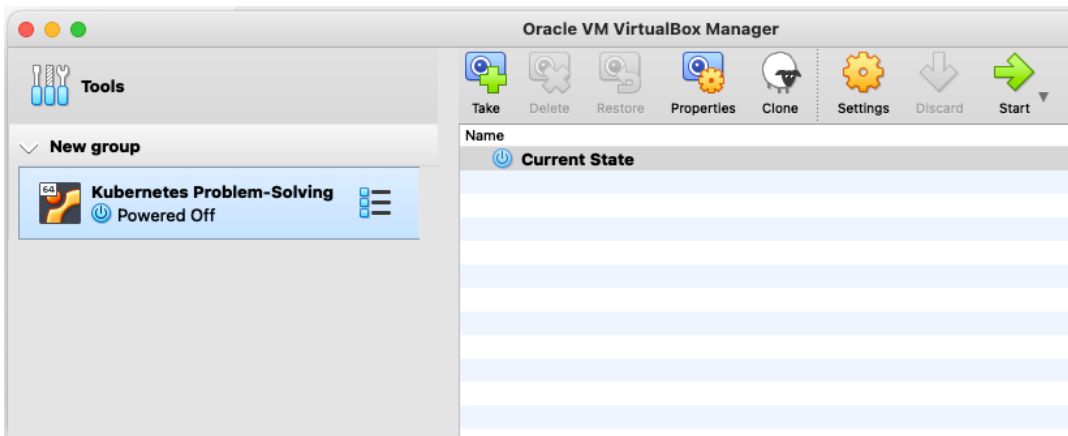 Oracle VM VirtualBox Manager
Tools
Take Delete Restore Properties Clone Settings Discard Start
New group
Name
Current State
64
Kubernetes Problem-Solving
Powered Off